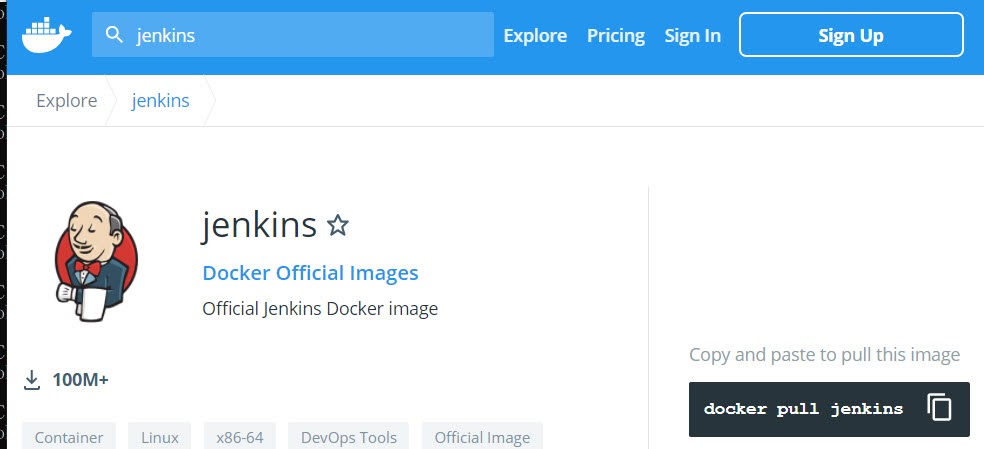 jenkins
Explore Pricing Sign In Sign Up
Explore jenkins
jenkins
Docker Official Images
Official Jenkins Docker image
100M+
Container Linux x86-64 DevOps Tools Official Image
Copy and paste to pull this image
docker pull jenkins